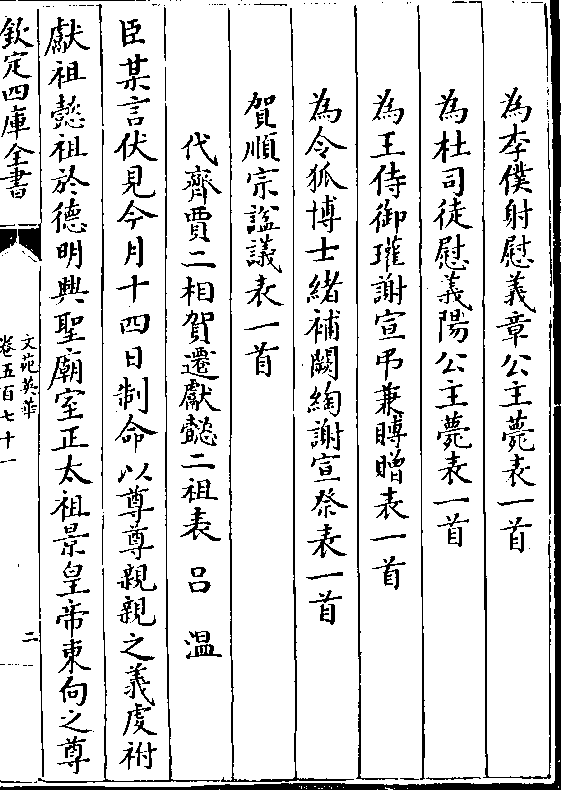 為李僕射慰義章公主薨表一首
為杜司徒慰義陽公主薨表一首
為王侍御瓘謝宣弔兼賻贈表一首
為令狐博士緒補闕綯謝宣祭表一首
賀順宗諡議表一首
代齊賈二相賀遷獻懿二祖表 呂溫
臣某言伏見今月十四日制命以尊尊親親之義䖍祔
獻祖懿祖於德明興聖廟室正太祖景皇帝東向之尊
欽定四庫全書
文苑英華
卷五百七十一
二